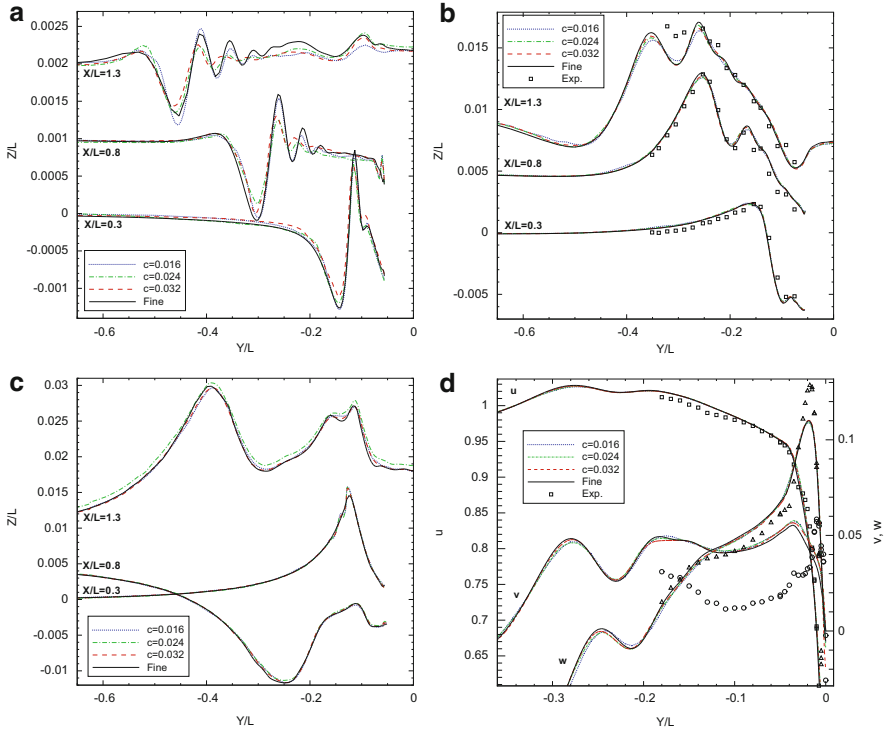 a
0.0025
0.002
0.0015
0.001
0.0005
0
-0.0005
-0.001
Z/L
X/L=1.3
X/L=0.8
X/L=0.3
c=0.016
c=0.024
c=0.032
Fine
-0.6
-0.4
-0.2
0
Y/L
b
0.015
0.01
0.005
0
-0.005
Z/L
c=0.016
c=0.024
c=0.032
Fine
Exp.
X/L=1.3
X/L=0.8
X/L=0.3
-0.6
-0.4
-0.2
0
Y/L
c
0.03
0.025
0.02
0.015
0.01
0.005
0
-0.005
-0.01
Z/L
X/L=1.3
X/L=0.8
X/L=0.3
c=0.016
c=0.024
c=0.032
Fine
-0.6
-0.4
-0.2
0
Y/L
d
1
0.95
0.9
0.85
0.8
0.75
0.7
0.65
u
u
v
w
c=0.016
c=0.024
c=0.032
Fine
Exp.
0.1
0.05
0
v, w
-0.3
-0.2
-0.1
0
Y/L